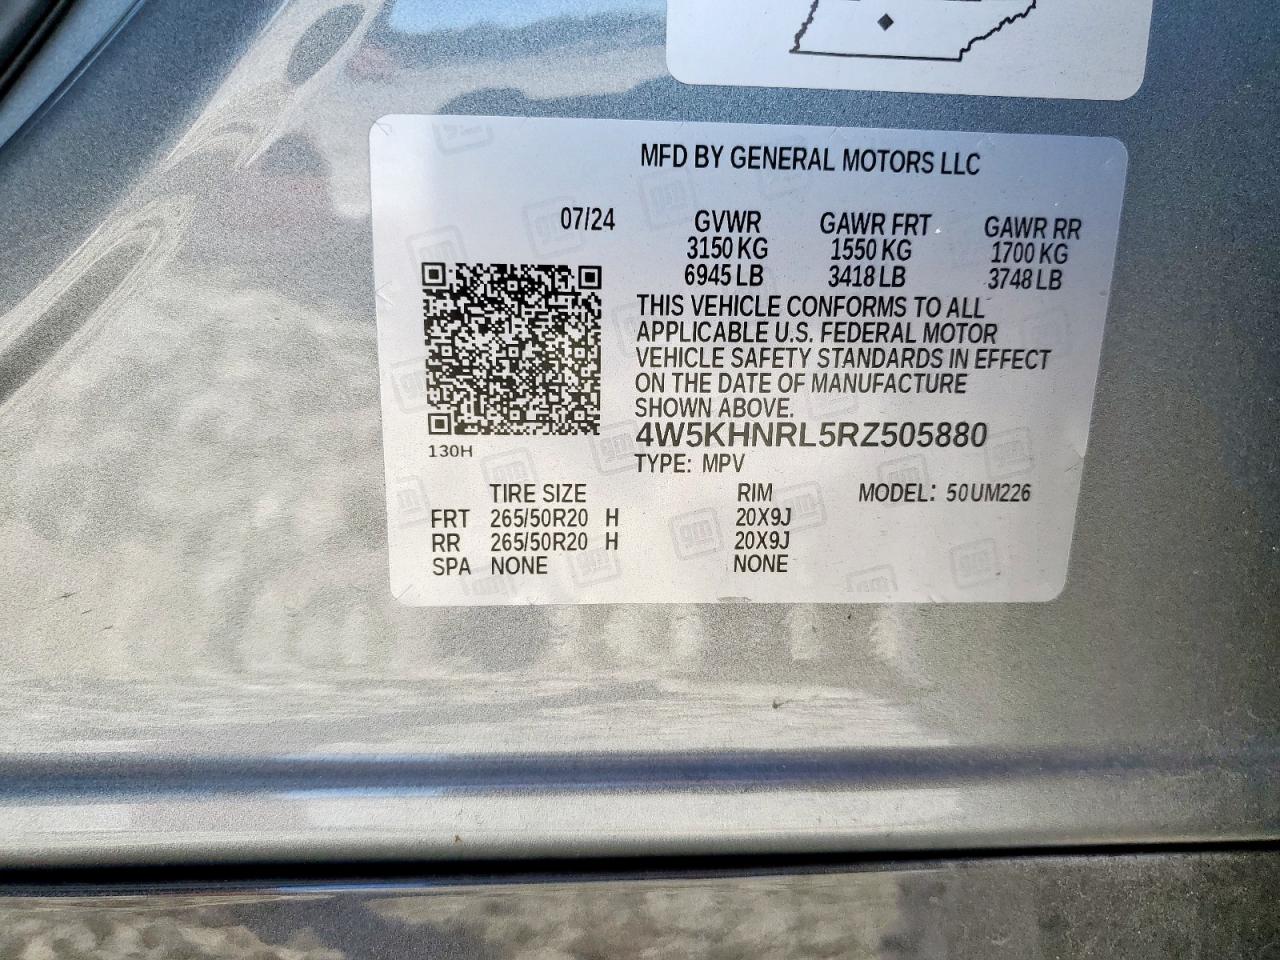 MFD BY GENERAL MOTORS LLC
07/24 GVWR GAWR FRT GAWR RR
3150 KG 1550 KG 1700 KG
6945 LB 3418 LB 3748 LB
THIS VEHICLE CONFORMS TO ALL
APPLICABLE U.S. FEDERAL MOTOR
VEHICLE SAFETY STANDARDS IN EFFECT
ON THE DATE OF MANUFACTURE
SHOWN ABOVE.
4W5KHNRL5RZ505880
130H
TYPE: MPV
TIRE SIZE RIM MODEL: 50UM226
FRT 265/50R20 H 20X9J
RR 265/50R20 H 20X9J
SPA NONE NONE